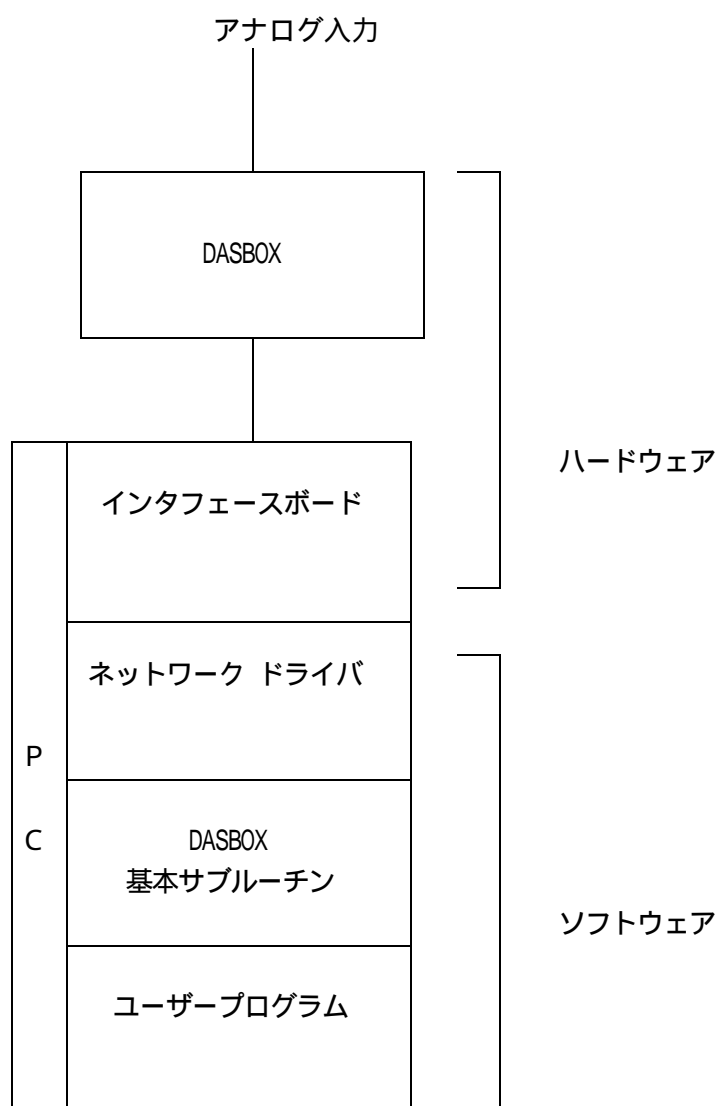 アナログ入力
DASBOX
ハードウェア
インタフェースボード
ネットワーク ドライバ
P
C
DASBOX
基本サブルーチン
ソフトウェア
ユーザープログラム